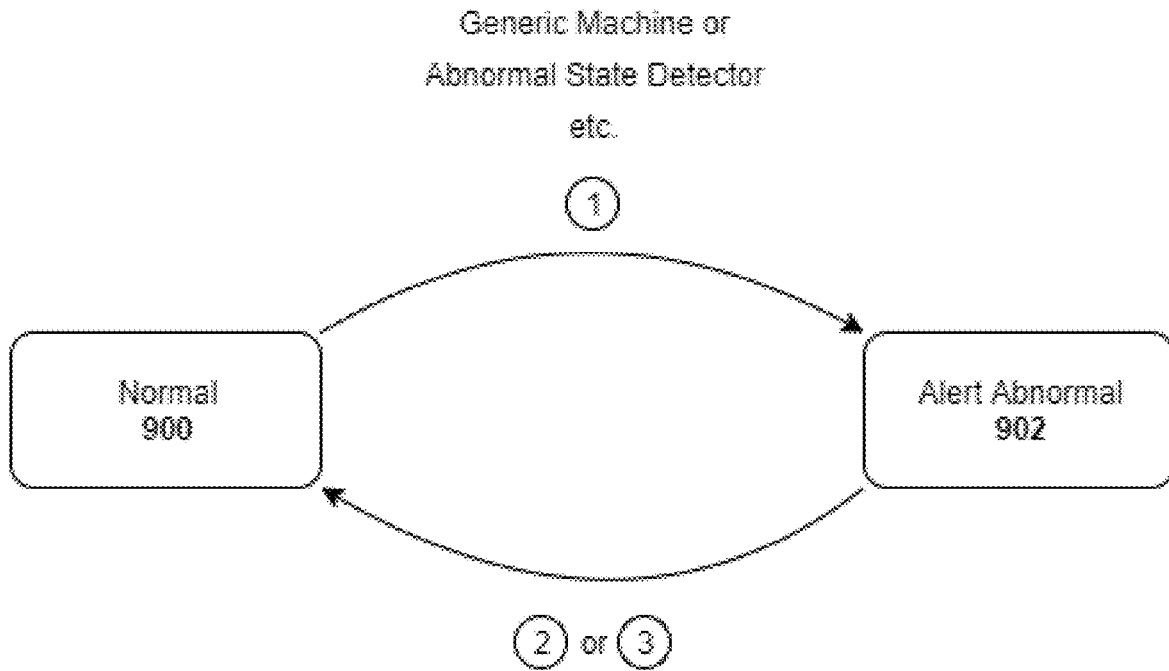 Generic Machine or
Abnormal State Detector
etc.
1
Normal
900
Alert Abnormal
902
2 or 3